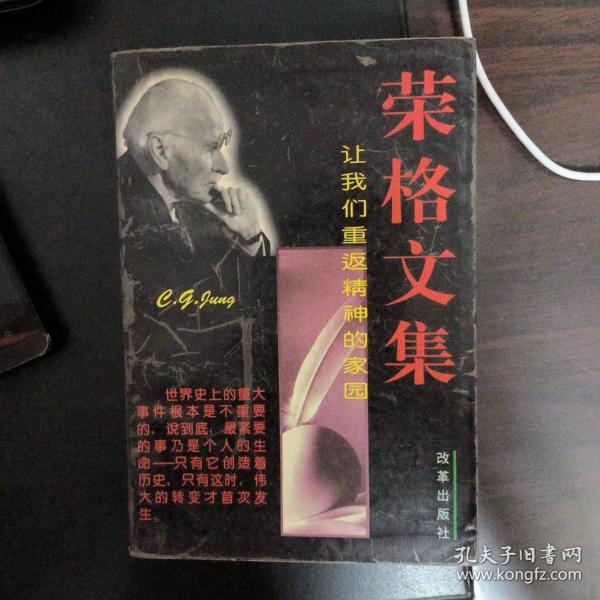 荣格文集
让我们重返精神的家园
C.G.Jung
世界史上的重大
事件根本是不重要
的，说到底，最紧要
的事乃是个人的生
命──只有它创造着
历史，只有这时，伟
大的转变才首次发
生。
改革出版社
孔夫子旧书网
www.kongfz.com